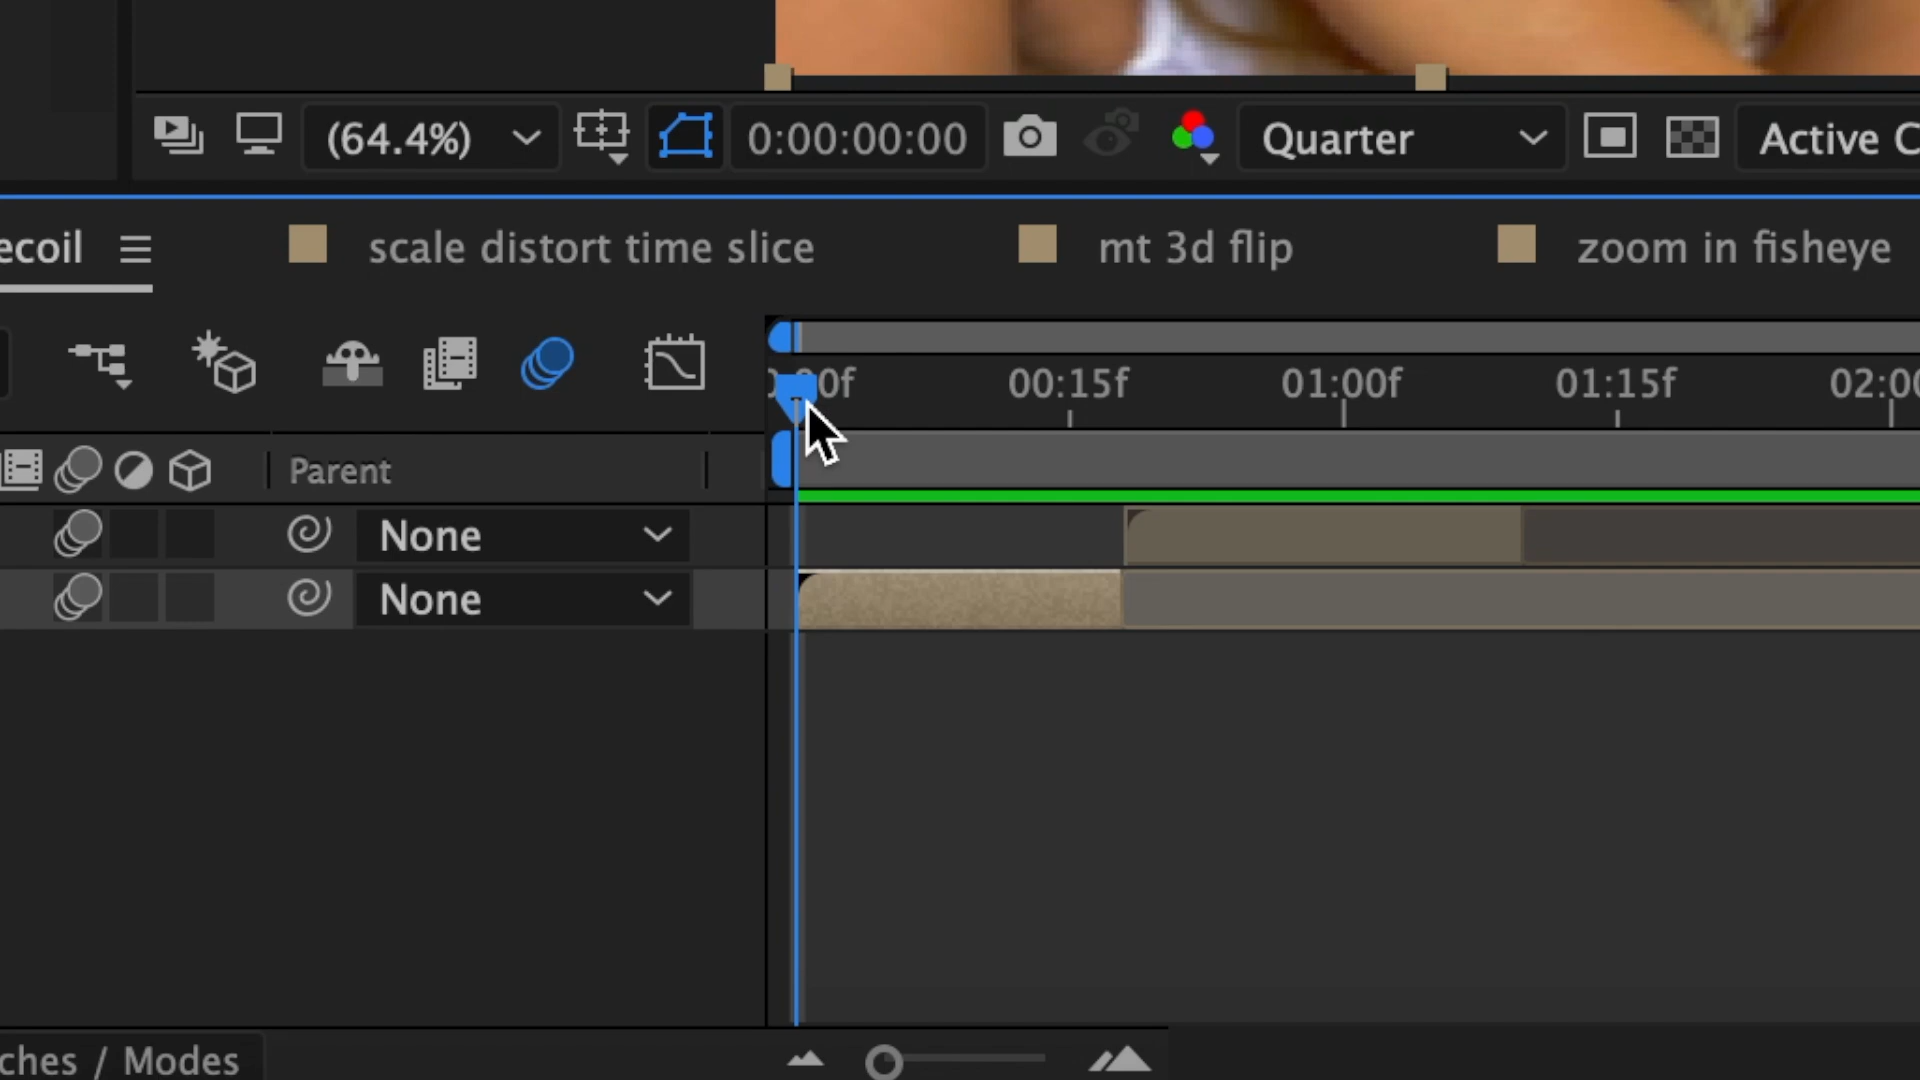 (64.4%) 0:00:00:00 Quarter Active C
ecoil scale distort time slice mt 3d flip zoom in fisheye
00f 00:15f 01:00f 01:15f 02:00
Parent
None
None
ches / Modes